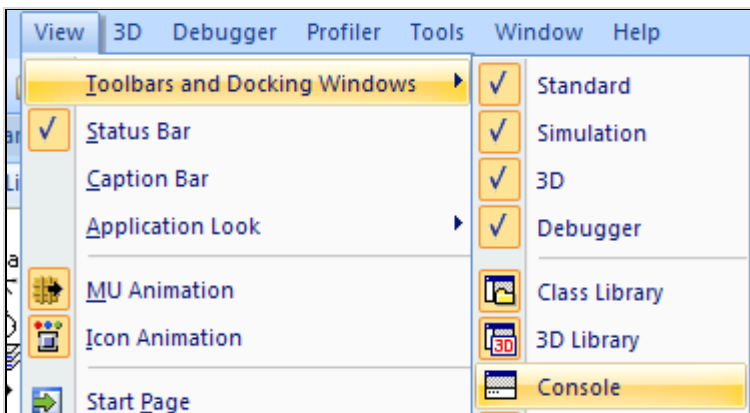 View 3D Debugger Profiler Tools Window Help
Toolbars and Docking Windows
Status Bar
Caption Bar
Application Look
MU Animation
Icon Animation
Start Page
Standard
Simulation
3D
Debugger
Class Library
3D
3D Library
Console